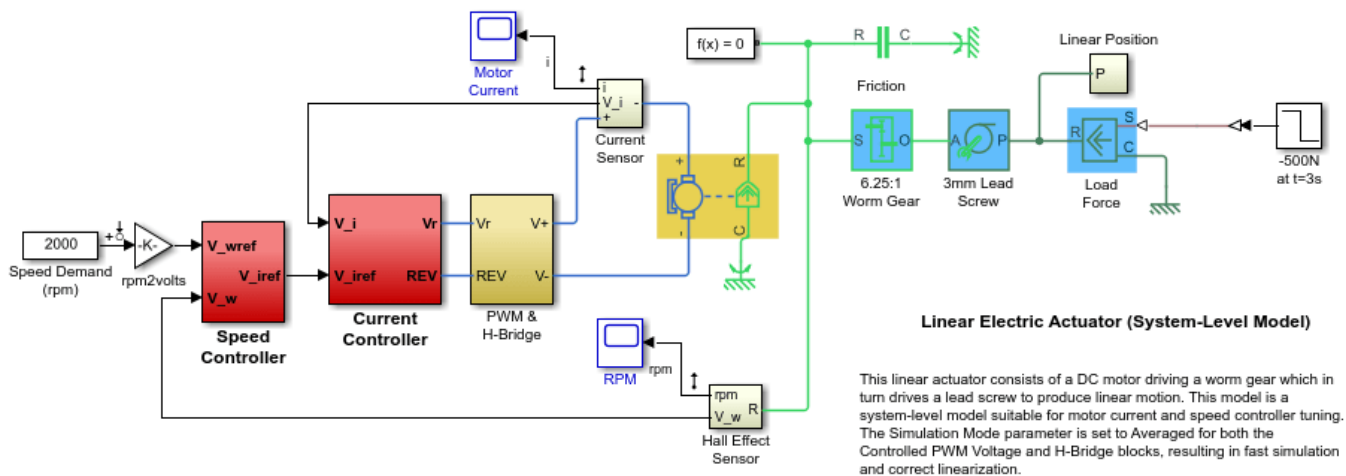 f(x) = 0
R
C
Linear Position
P
Motor
Current
i
i
V_i
+
-
Current
Sensor
Friction
S
O
6.25:1
Worm Gear
A
P
3mm Lead
Screw
R
S
C
Load
Force
-500N
at t=3s
+
-
R
C
2000
Speed Demand
(rpm)
+
-K-
rpm2volts
V_wref
V_iref
V_w
Speed
Controller
V_i
Vr
V_iref
REV
Current
Controller
Vr
V+
REV
V-
PWM &
H-Bridge
RPM
rpm
rpm
V_w
R
Hall Effect
Sensor
Linear Electric Actuator (System-Level Model)
This linear actuator consists of a DC motor driving a worm gear which in
turn drives a lead screw to produce linear motion. This model is a
system-level model suitable for motor current and speed controller tuning.
The Simulation Mode parameter is set to Averaged for both the
Controlled PWM Voltage and H-Bridge blocks, resulting in fast simulation
and correct linearization.